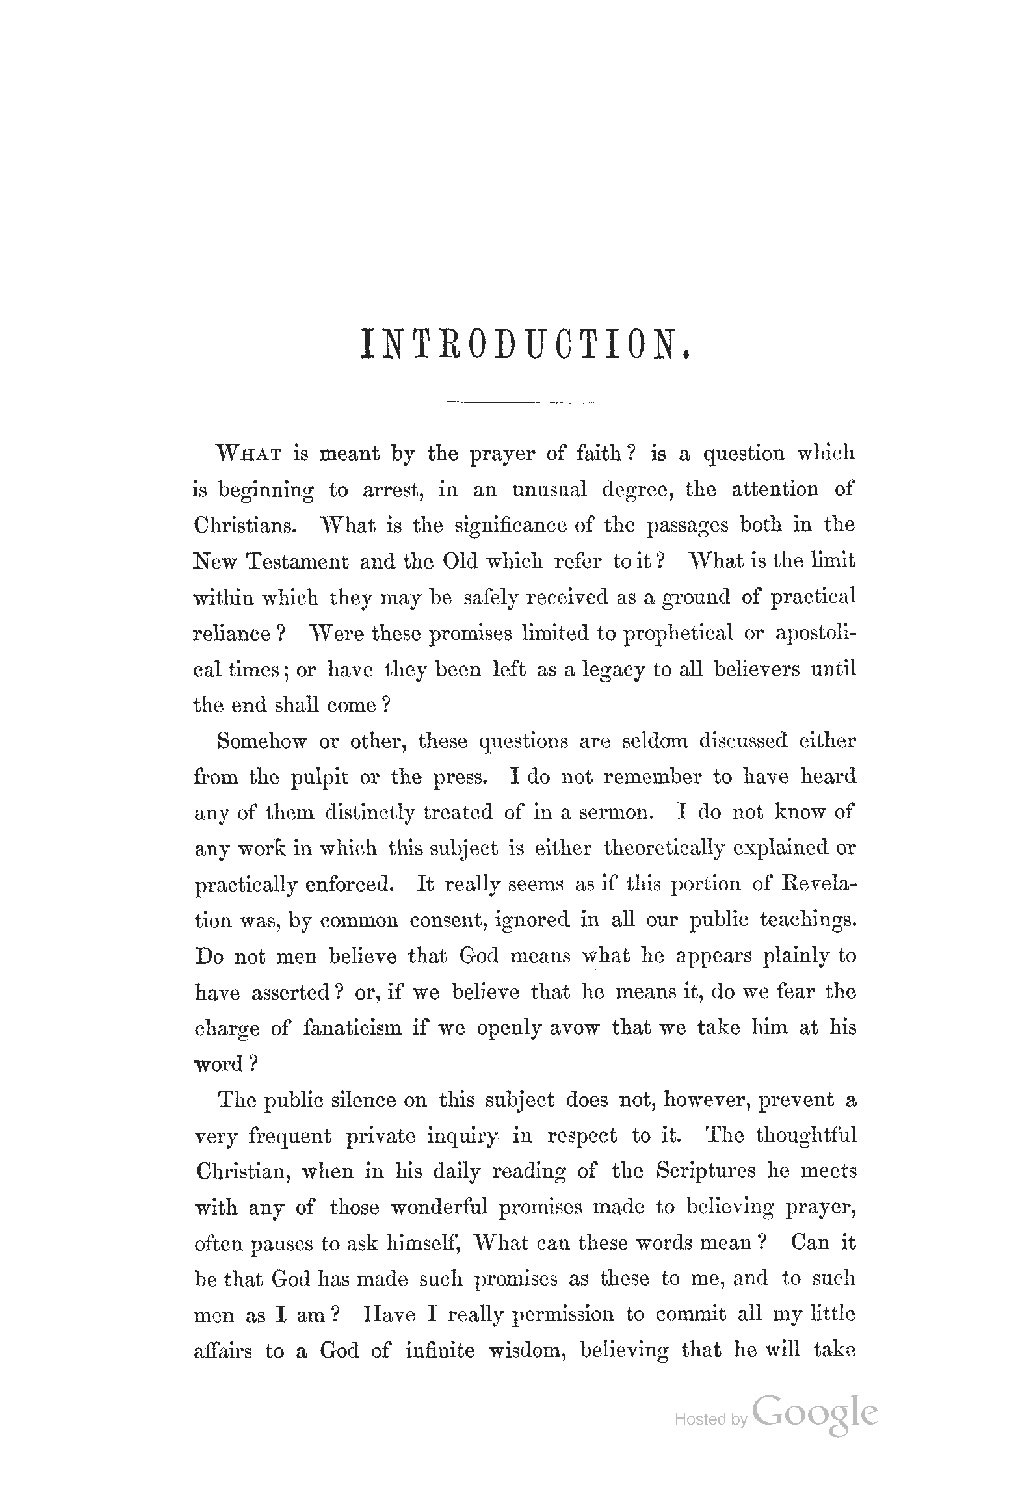 INTRODUCTION.
WHAT is meant by the prayer of faith? is a question which
is beginning to arrest, in an unusual degree, the attention of
Christians. What is the significance of the passages both in the
New Testament and the Old which refer to it? What is the limit
within which they may be safely received as a ground of practical
reliance? Were these promises limited to prophetical or apostoli-
cal times; or have they been left as a legacy to all believers until
the end shall come?
Somehow or other, these questions are seldom discussed either
from the pulpit or the press. I do not remember to have heard
any of them distinctly treated of in a sermon. I do not know of
any work in which this subject is either theoretically explained or
practically enforced. It really seems as if this portion of Revela-
tion was, by common consent, ignored in all our public teachings.
Do not men believe that God means what he appears plainly to
have asserted? or, if we believe that he means it, do we fear the
charge of fanaticism if we openly avow that we take him at his
word?
The public silence on this subject does not, however, prevent a
very frequent private inquiry in respect to it. The thoughtful
Christian, when in his daily reading of the Scriptures he meets
with any of those wonderful promises made to believing prayer,
often pauses to ask himself, What can these words mean? Can it
be that God has made such promises as these to me, and to such
men as I am? Have I really permission to commit all my little
affairs to a God of infinite wisdom, believing that he will take
Hosted by Google